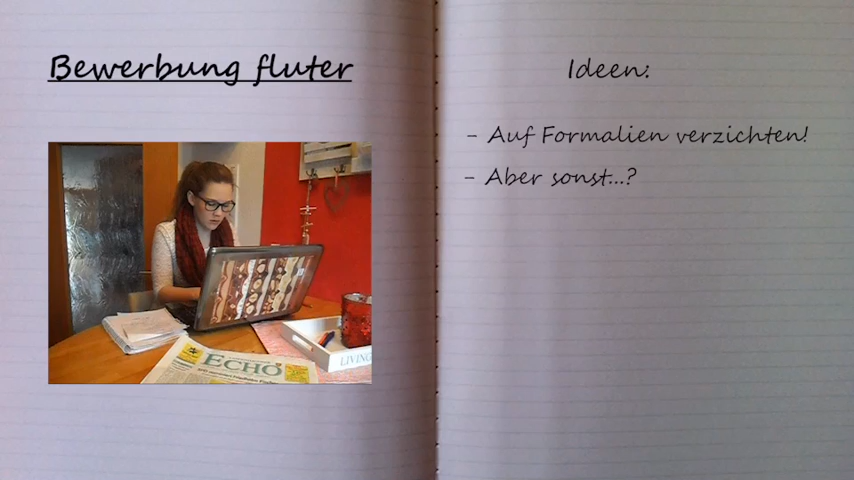 Bewerbung fluter
Ideen:
- Auf Formalien verzichten!
- Aber sonst...?
ECHO
LIVING